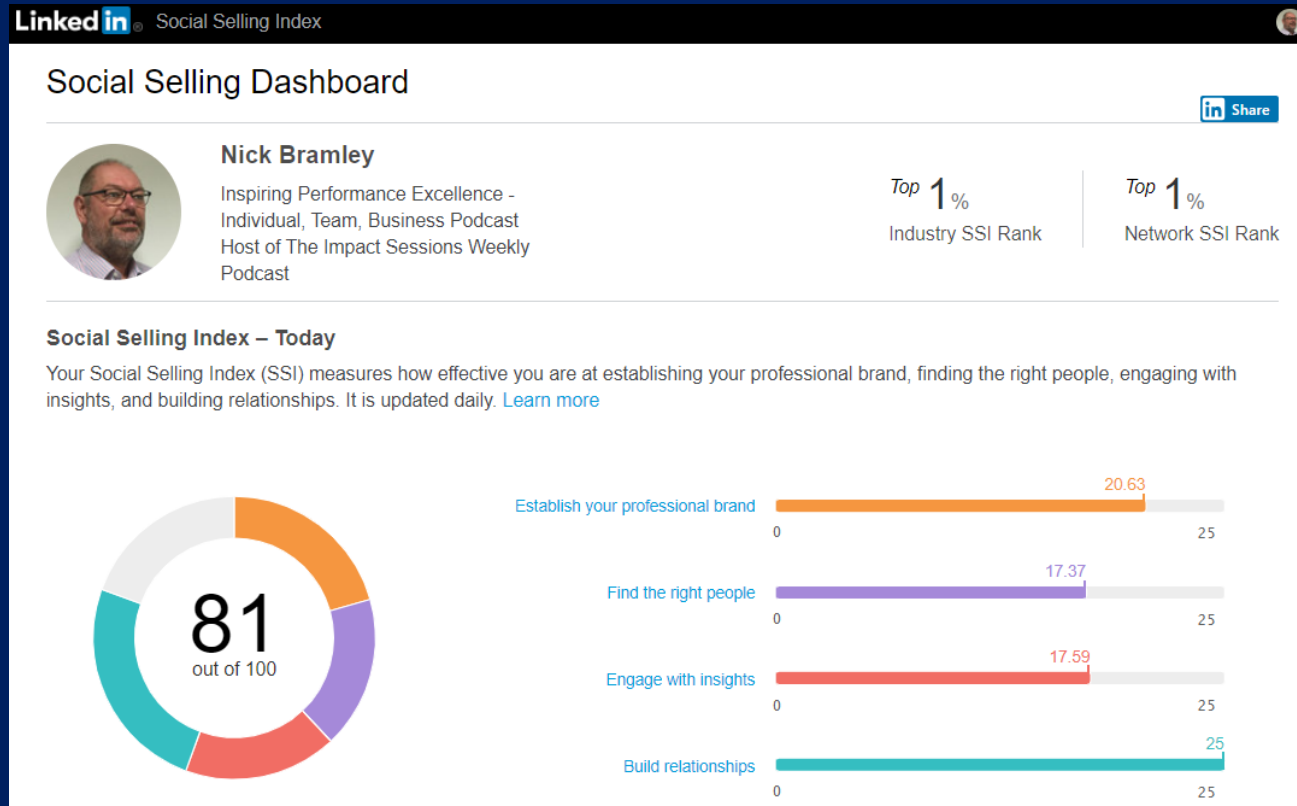 Linked in ® Social Selling Index
Social Selling Dashboard
in Share
Nick Bramley
Inspiring Performance Excellence -
Individual, Team, Business Podcast
Host of The Impact Sessions Weekly
Podcast
Top 1%
Industry SSI Rank
Top 1%
Network SSI Rank
Social Selling Index – Today
Your Social Selling Index (SSI) measures how effective you are at establishing your professional brand, finding the right people, engaging with
insights, and building relationships. It is updated daily. Learn more
81
out of 100
Establish your professional brand
20.63
0
25
Find the right people
17.37
0
25
Engage with insights
17.59
0
25
Build relationships
25
0
25